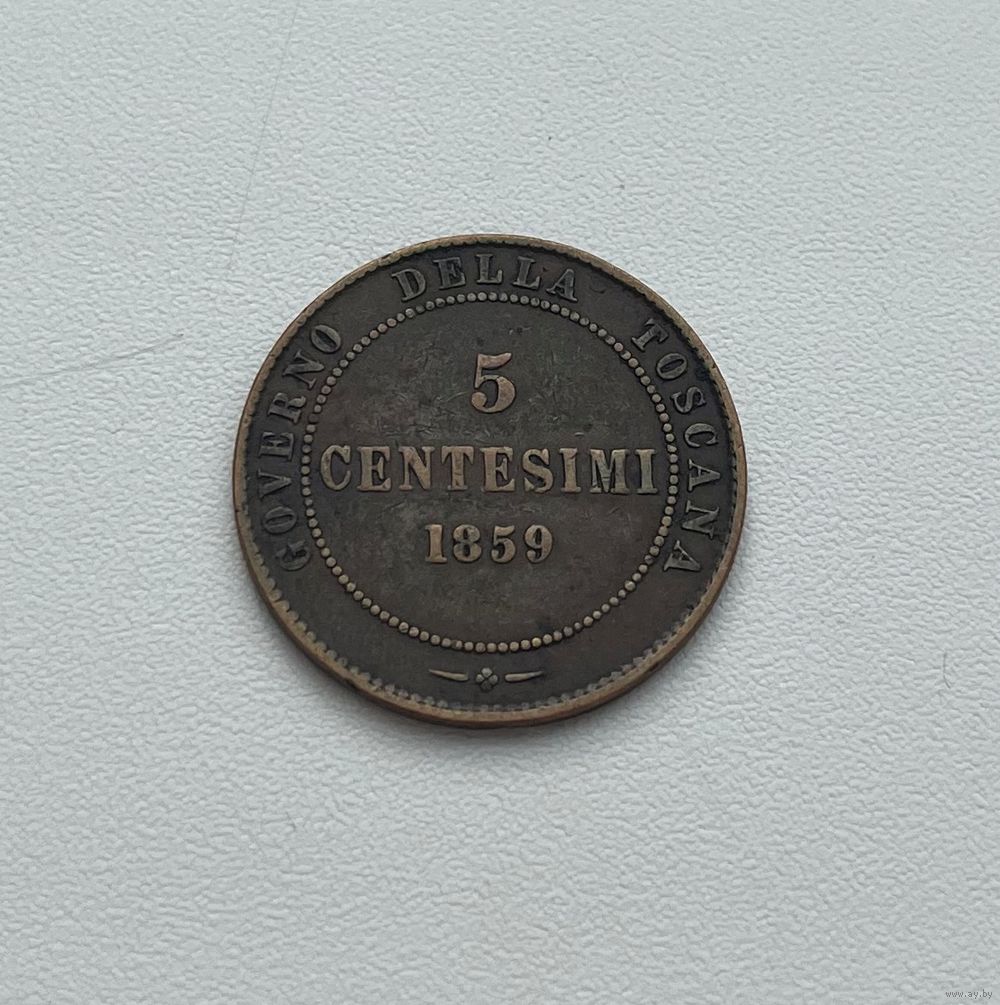 GOVERNO DELLA TOSCANA
5
CENTESIMI
1859
www.ay.by